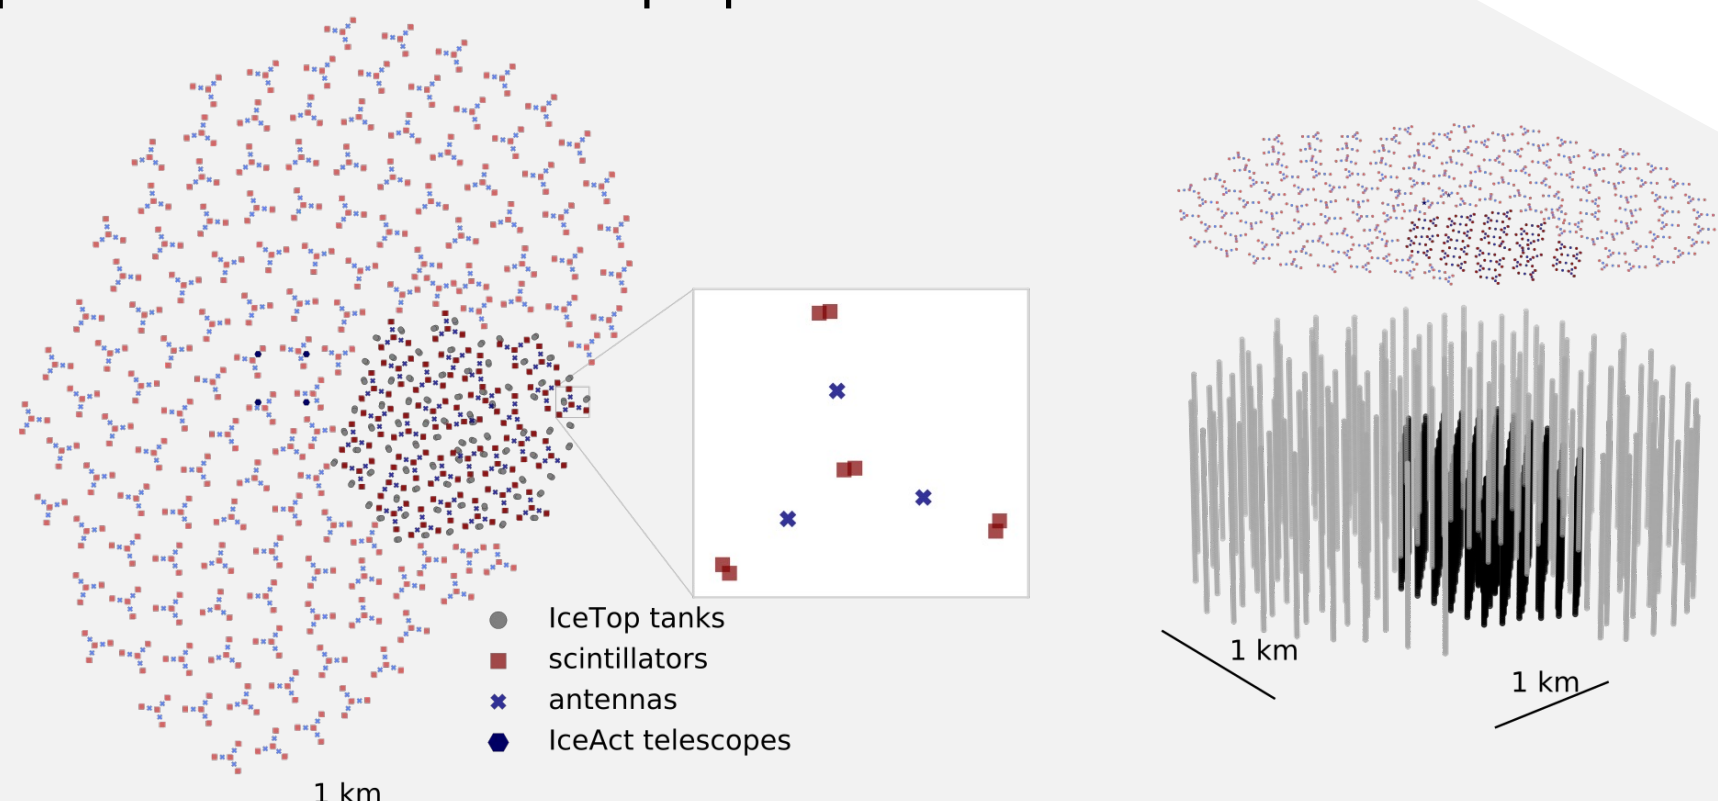 IceTop tanks
scintillators
antennas
IceAct telescopes
1 km
1 km
1 km